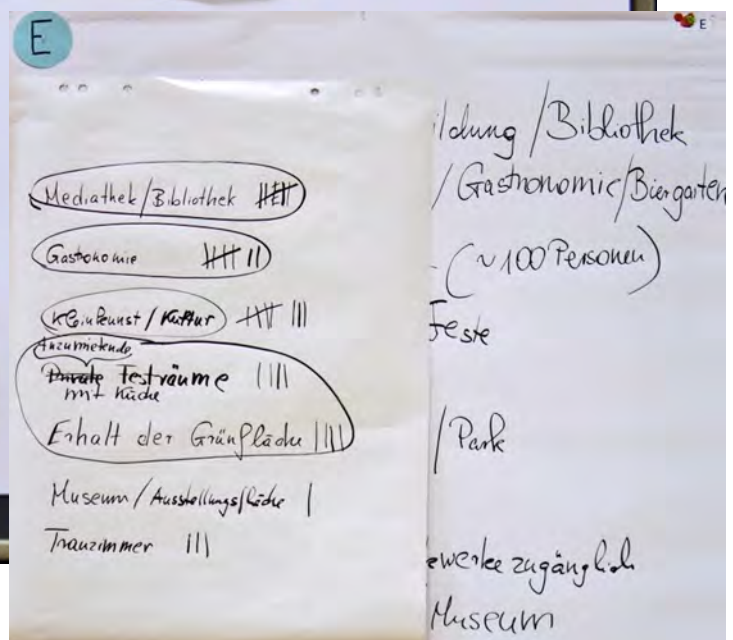 E
E
Mediathek/Bibliothek
Gastronomie
Kleinkunst / Kultur
Anzumietende
Private Festräume
mit Küche
Erhalt der Grünfläche
Museum / Ausstellungsfläche
Trauzimmer
ildung / Bibliothek
/ Gastronomie/Biergarten
(~100 Personen)
Feste
/ Park
ewerke zugänglich
Museum